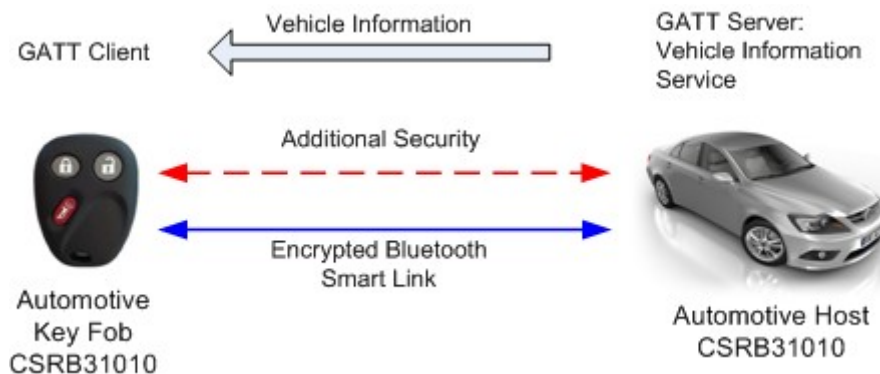 GATT Client
Vehicle Information
GATT Server:
Vehicle Information
Service
Additional Security
Encrypted Bluetooth
Smart Link
Automotive
Key Fob
CSRB31010
Automotive Host
CSRB31010